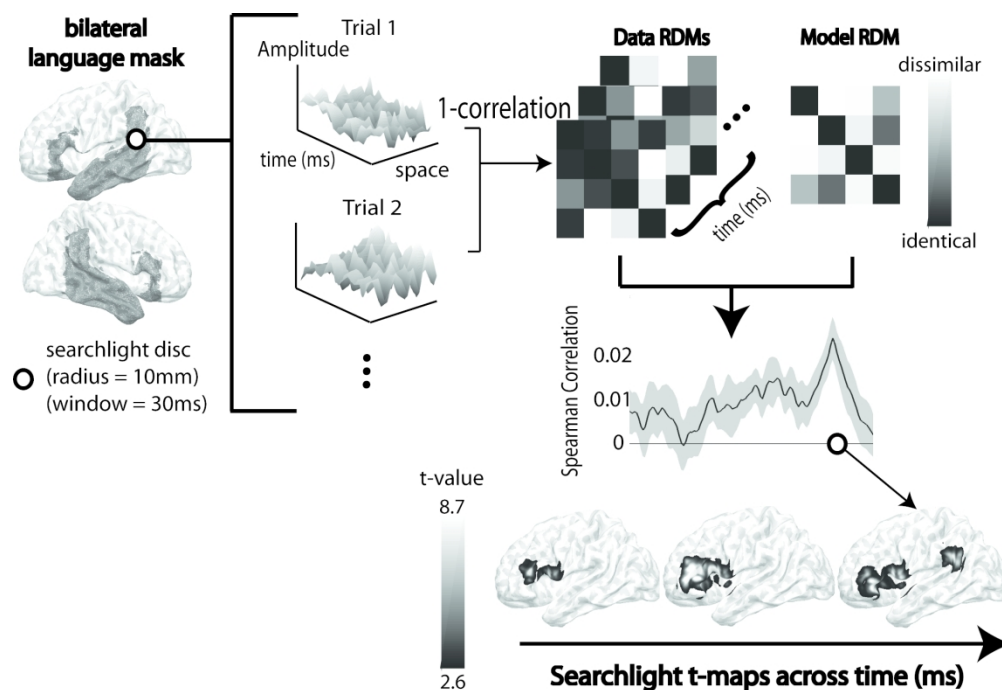 bilateral
language mask
searchlight disc
(radius = 10mm)
(window = 30ms)
Trial 1
Amplitude
time (ms)
space
Trial 2
1-correlation
Data RDMs
time (ms)
Model RDM
dissimilar
identical
Spearman Correlation
0.02
0.01
0
t-value
8.7
2.6
Searchlight t-maps across time (ms)